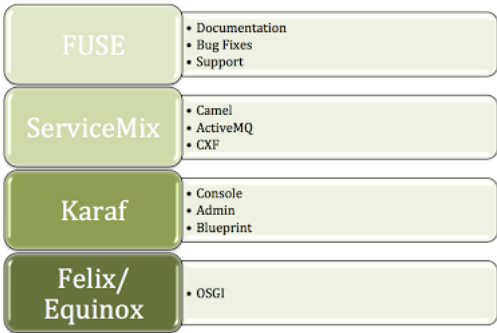 FUSE
• Documentation
• Bug Fixes
• Support
ServiceMix
• Camel
• ActiveMQ
• CXF
Karaf
• Console
• Admin
• Blueprint
Felix/
Equinox
• OSGI